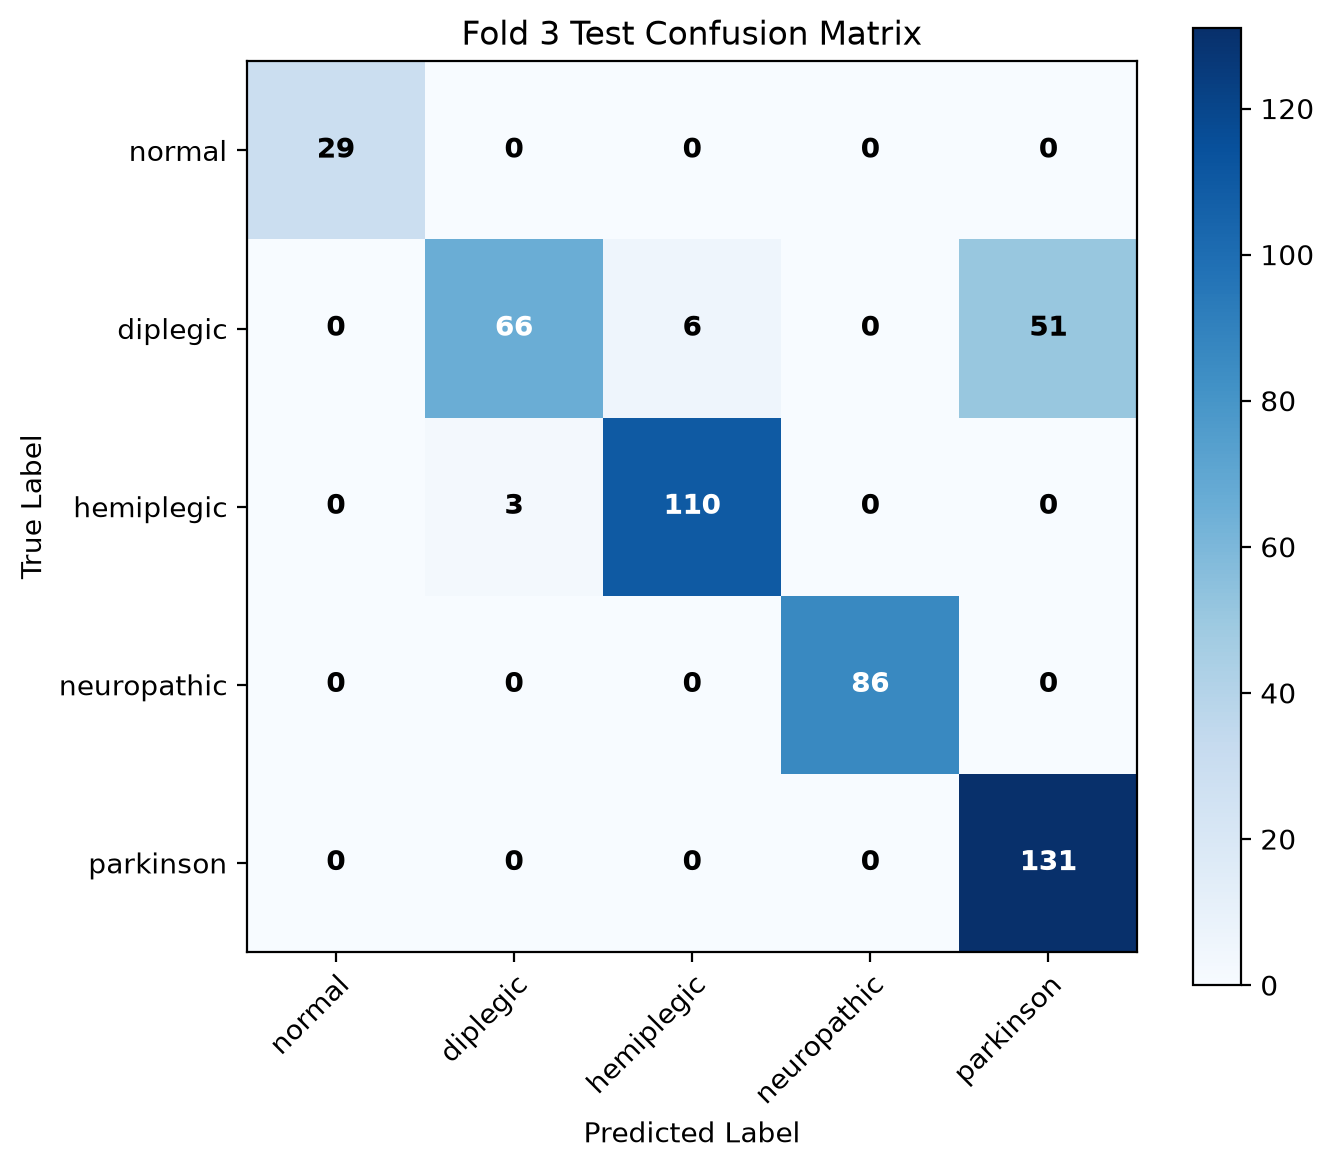 Fold 3 Test Confusion Matrix
True Label
normal 29 0 0 0 0
diplegic 0 66 6 0 51
hemiplegic 0 3 110 0 0
neuropathic 0 0 0 86 0
parkinson 0 0 0 0 131
normal diplegic hemiplegic neuropathic parkinson
Predicted Label
120
100
80
60
40
20
0